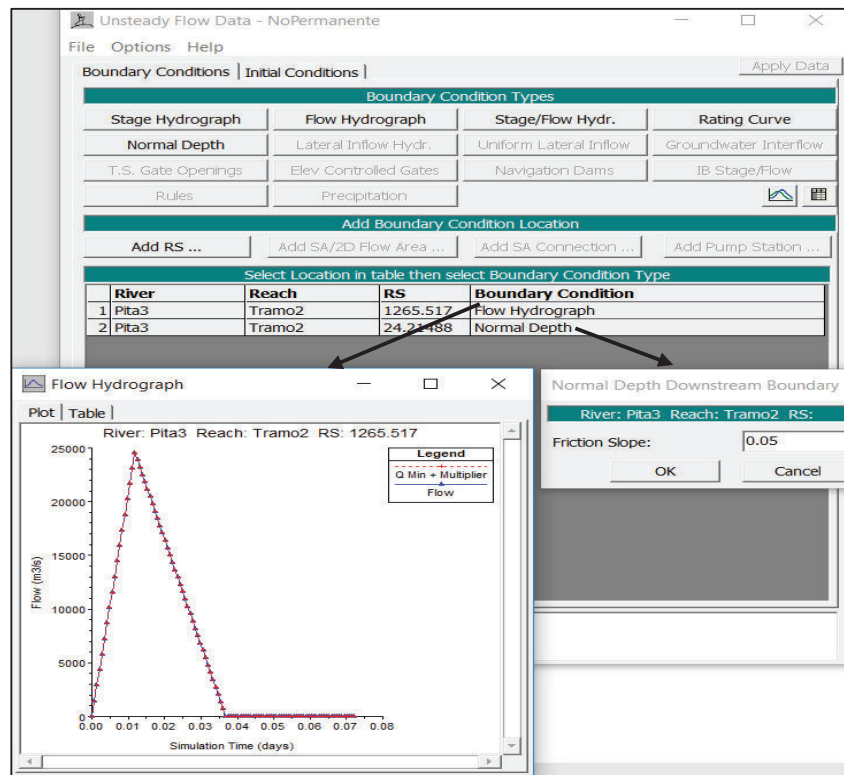 Unsteady Flow Data - NoPermanente
File Options Help
Boundary Conditions Initial Conditions Apply Data
Boundary Condition Types
Stage Hydrograph Flow Hydrograph Stage/Flow Hydr. Rating Curve
Normal Depth Lateral Inflow Hydr. Uniform Lateral Inflow Groundwater Interflow
T.S. Gate Openings Elev Controlled Gates Navigation Dams IB Stage/Flow
Rules Precipitation
Add Boundary Condition Location
Add RS ... Add SA/2D Flow Area ... Add SA Connection ... Add Pump Station ...
Select Location in table then select Boundary Condition Type
River Reach RS Boundary Condition
1 Pita3 Tramo2 1265.517 Flow Hydrograph
2 Pita3 Tramo2 24.21488 Normal Depth
Flow Hydrograph
Plot Table
River: Pita3 Reach: Tramo2 RS: 1265.517
Legend
Q Min + Multiplier
Flow
25000
20000
15000
10000
5000
0
Flow (m3/s)
0.00 0.01 0.02 0.03 0.04 0.05 0.06 0.07 0.08
Simulation Time (days)
Normal Depth Downstream Boundary
River: Pita3 Reach: Tramo2 RS:
Friction Slope: 0.05
OK Cancel